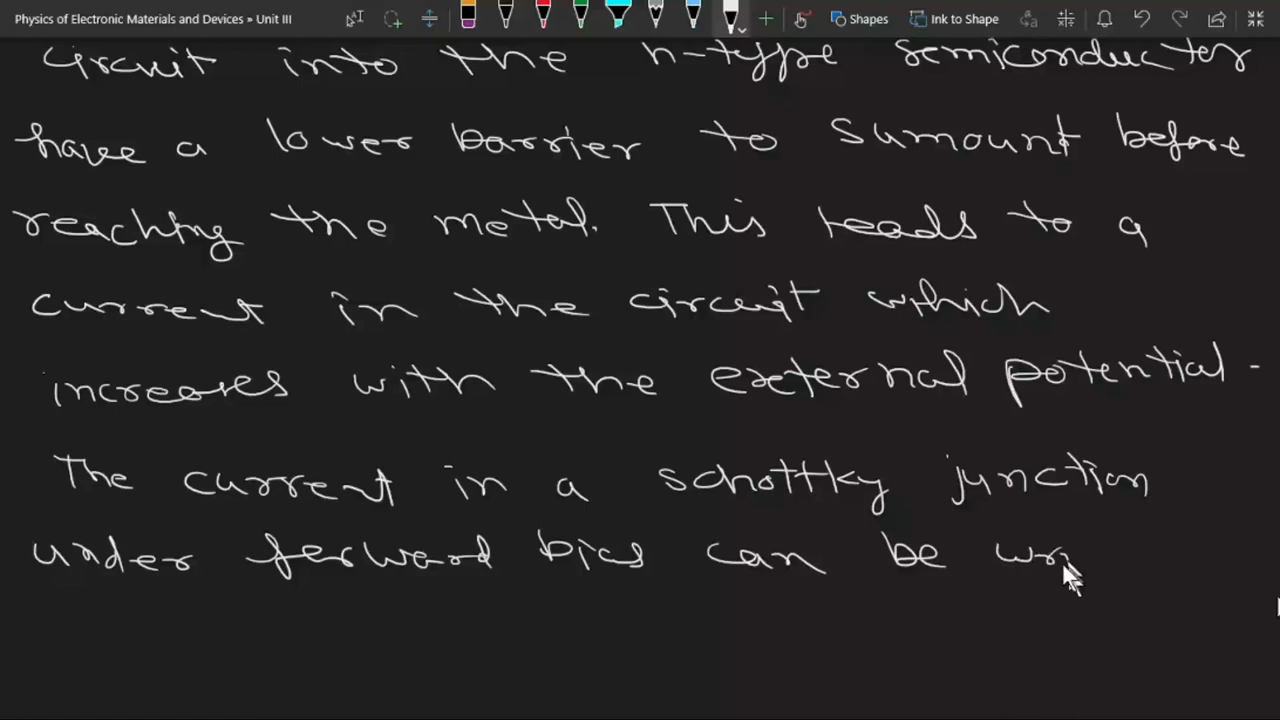 Physics of Electronic Materials and Devices » Unit III
Shapes
Ink to Shape
circuit into the n-type semiconductor
have a lower barrier to sumount before
reaching the metal. This leads to a
current in the circuit which
increases with the external potential.
The current in a schottky junction
under forward bias can be wri